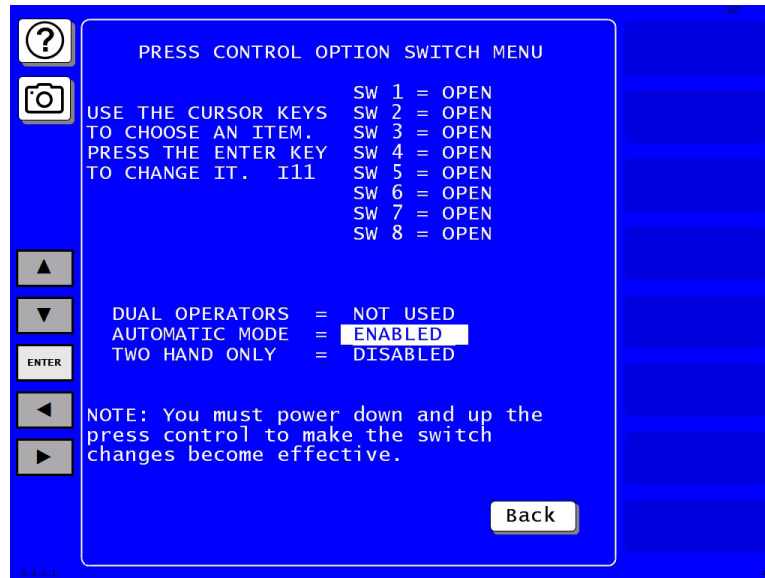 PRESS CONTROL OPTION SWITCH MENU
SW 1 = OPEN
USE THE CURSOR KEYS SW 2 = OPEN
TO CHOOSE AN ITEM. SW 3 = OPEN
PRESS THE ENTER KEY SW 4 = OPEN
TO CHANGE IT. I11 SW 5 = OPEN
SW 6 = OPEN
SW 7 = OPEN
SW 8 = OPEN
DUAL OPERATORS = NOT USED
AUTOMATIC MODE = ENABLED
TWO HAND ONLY = DISABLED
ENTER
NOTE: You must power down and up the
press control to make the switch
changes become effective.
Back